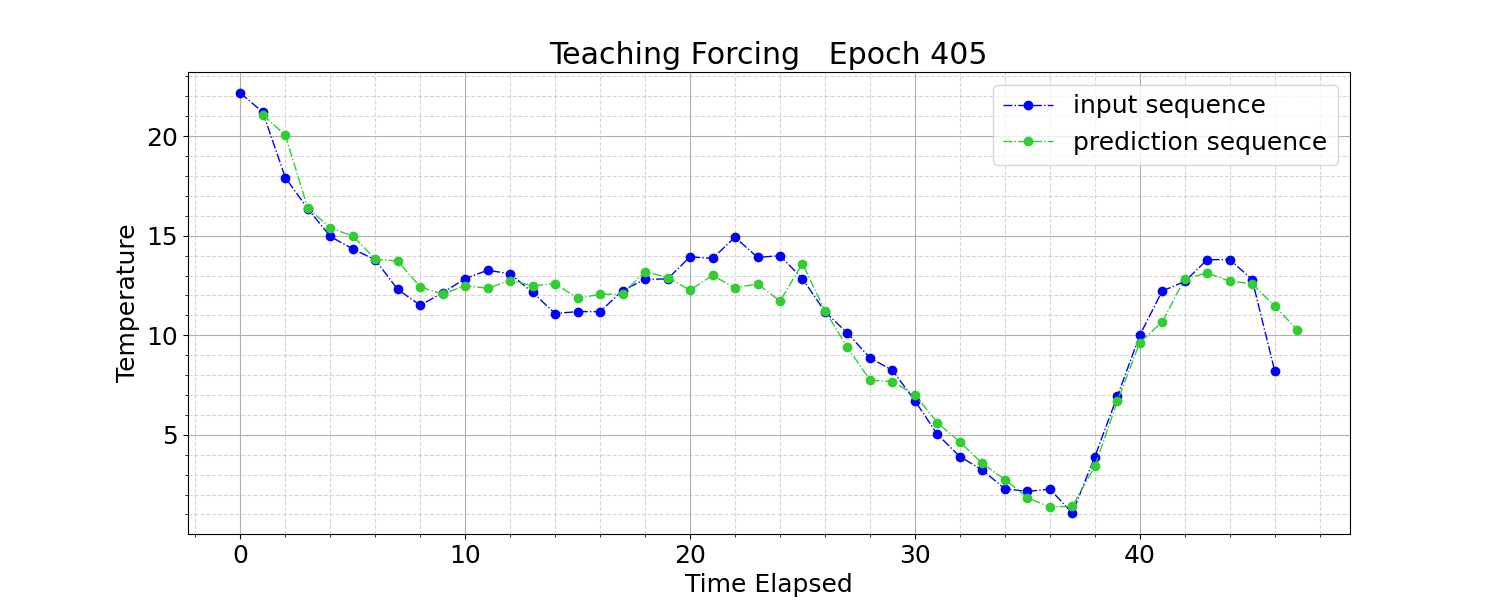 Teaching Forcing   Epoch 405
input sequence
prediction sequence
Temperature
20
15
10
5
0 10 20 30 40
Time Elapsed